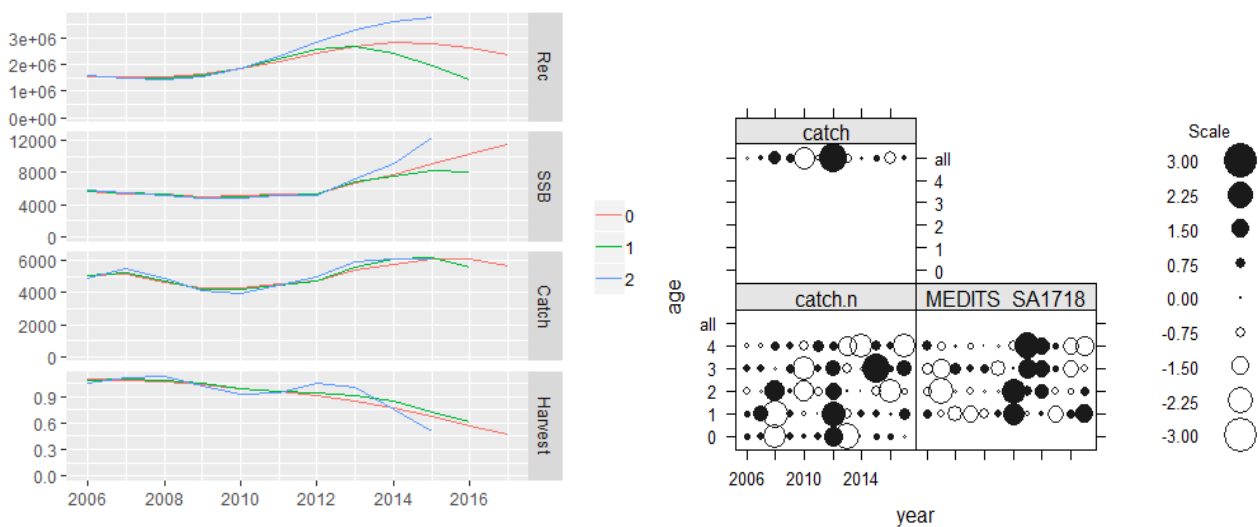 3e+06
2e+06
1e+06
0e+00
Rec
12000
8000
4000
0
SSB
6000
4000
2000
0
Catch
0.9
0.6
0.3
0.0
Harvest
2006 2008 2010 2012 2014 2016
0
1
2
catch
all
4
3
2
1
0
age
catch.n MEDITS_SA1718
all
4
3
2
1
0
2006 2010 2014
year
Scale
3.00
2.25
1.50
0.75
0.00
-0.75
-1.50
-2.25
-3.00